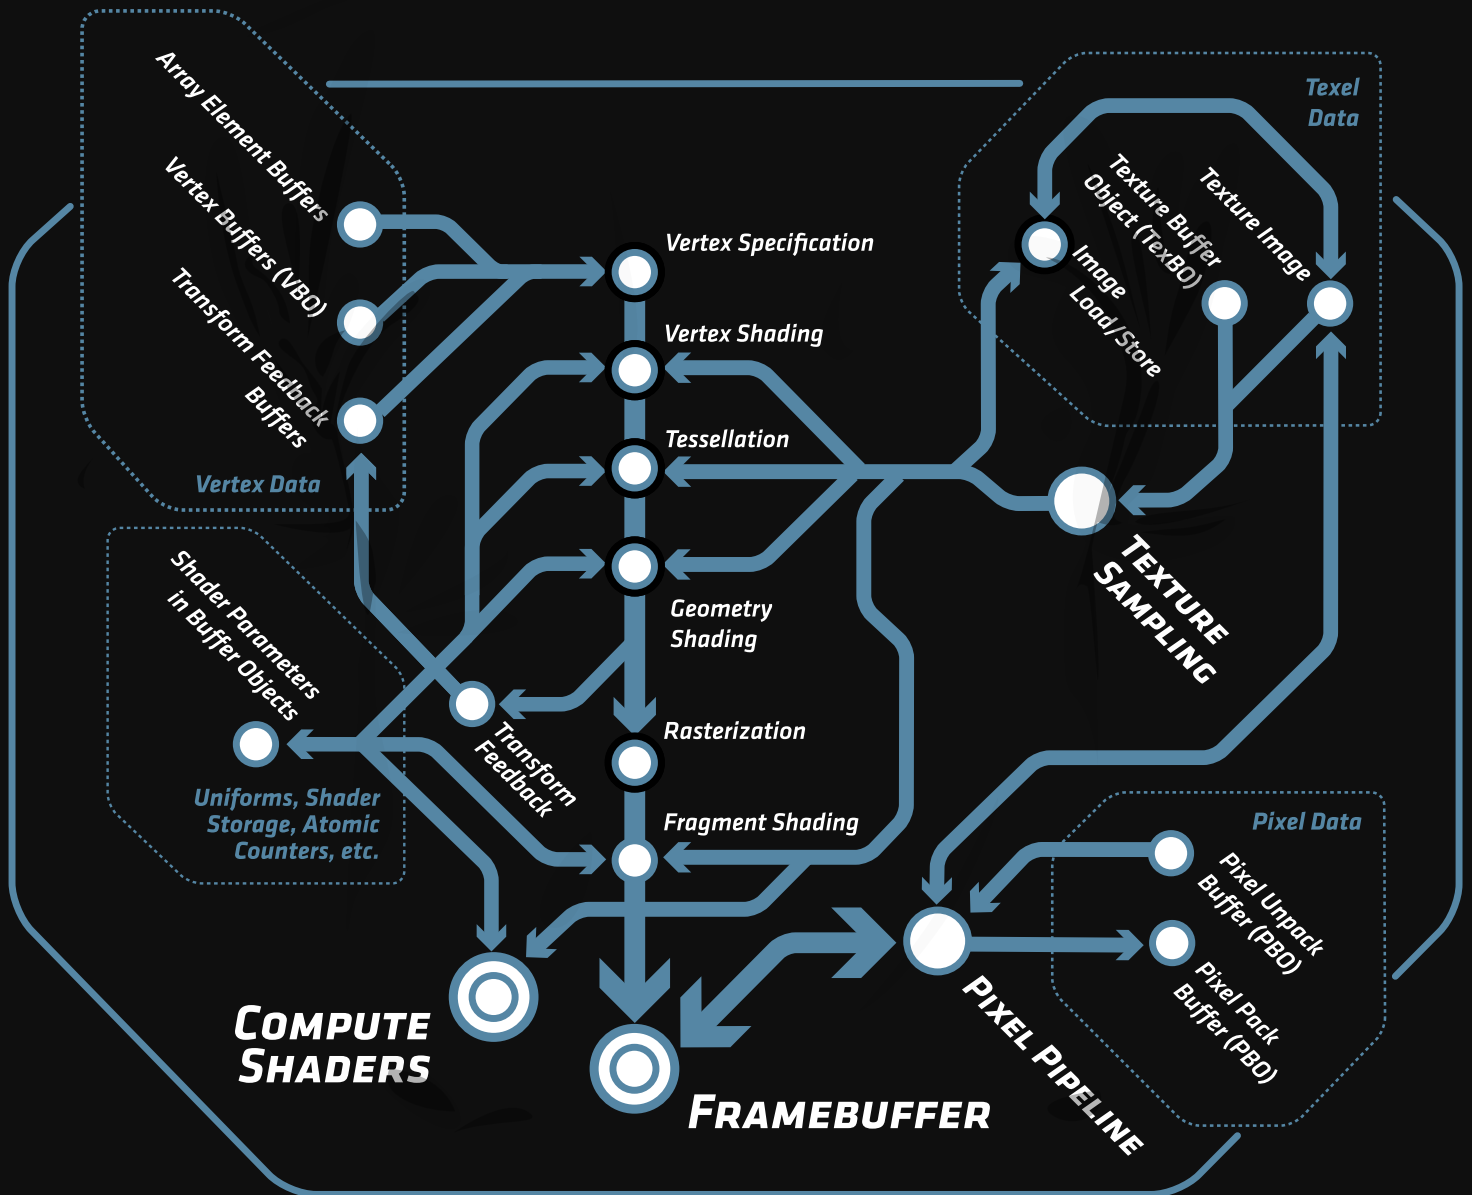 Array Element Buffers
Vertex Buffers (VBO)
Transform Feedback
Buffers
Vertex Data
Texel
Data
Texture Buffer
Object (TexBO)
Texture Image
Image
Load/Store
Vertex Specification
Vertex Shading
Tessellation
Geometry
Shading
Rasterization
Fragment Shading
Texture
Sampling
Shader Parameters
in Buffer Objects
Uniforms, Shader
Storage, Atomic
Counters, etc.
Transform
Feedback
Pixel Data
Pixel Unpack
Buffer (PBO)
Pixel Pack
Buffer (PBO)
Pixel Pipeline
Compute
Shaders
Framebuffer